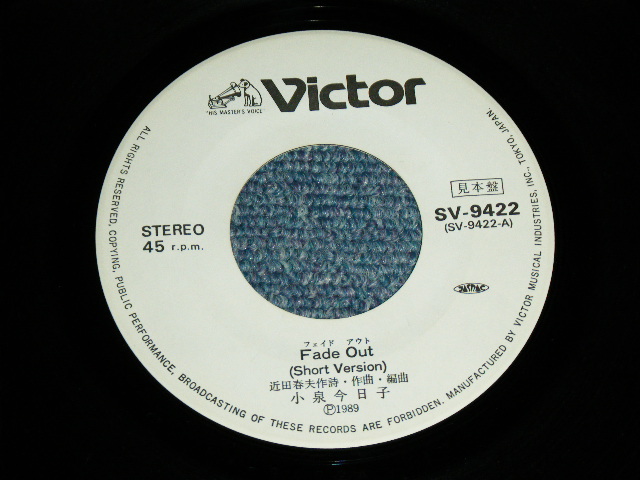 Victor
"HIS MASTER'S VOICE"
見本盤
STEREO
45 r.p.m.
SV-9422
(SV-9422-A)
JASRAC
フェイド アウト
Fade Out
(Short Version)
近田春夫作詩・作曲・編曲
小泉今日子
Ⓟ1989
ALL RIGHTS RESERVED, COPYING, PUBLIC PERFORMANCE, BROADCASTING OF THESE RECORDS ARE FORBIDDEN. MANUFACTURED BY VICTOR MUSICAL INDUSTRIES, INC., TOKYO, JAPAN.